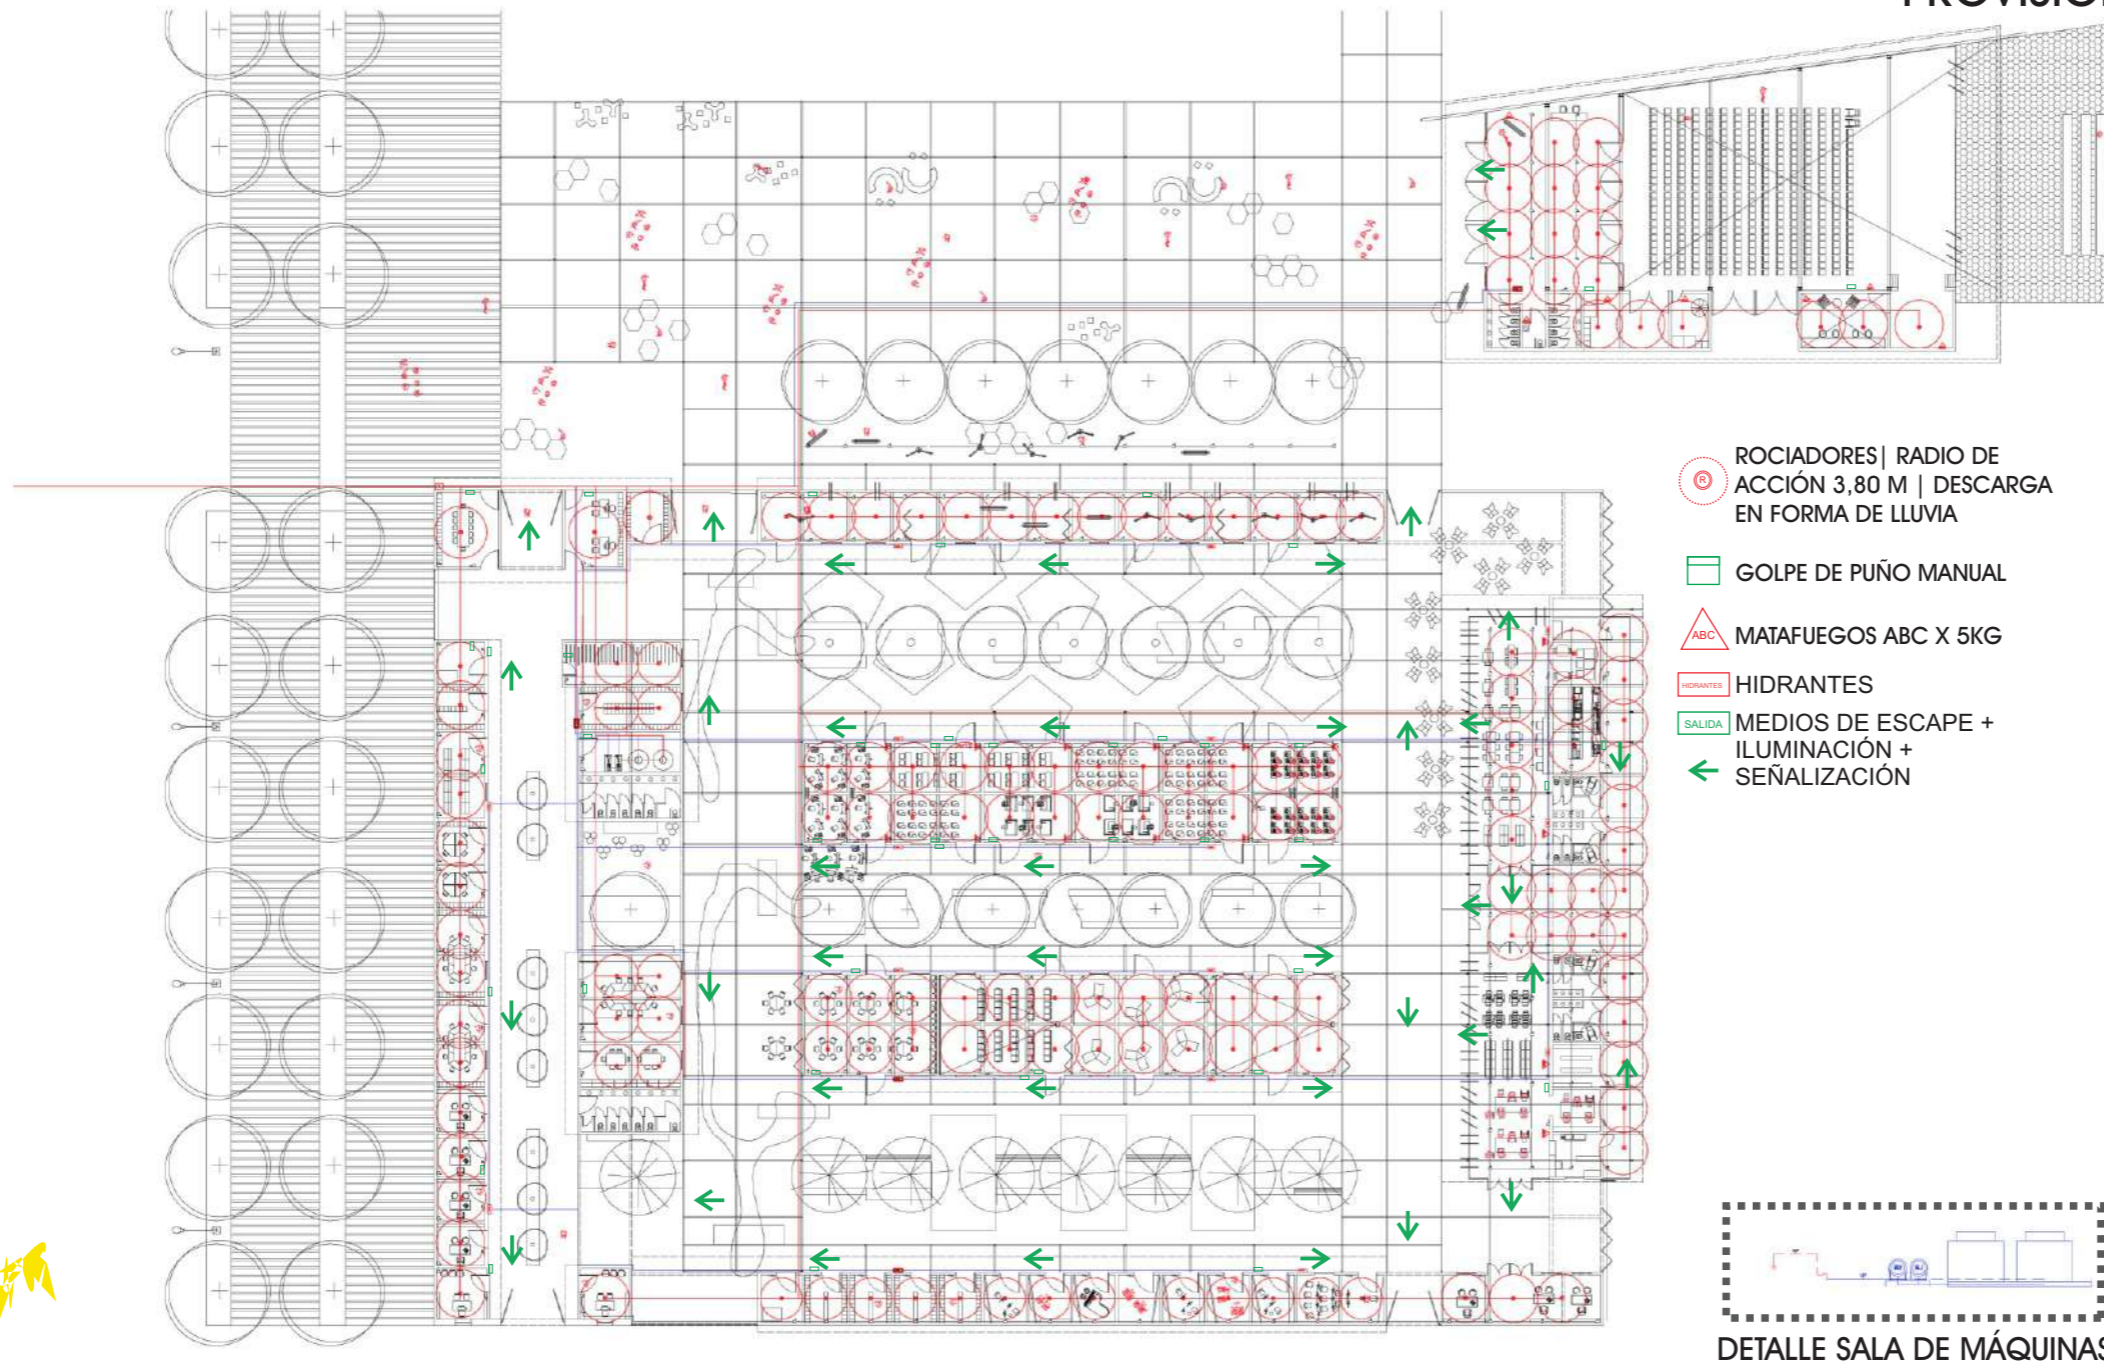 ROCIADORES| RADIO DE
ACCIÓN 3,80 M | DESCARGA
EN FORMA DE LLUVIA
R
GOLPE DE PUÑO MANUAL
ABC
MATAFUEGOS ABC X 5KG
HIDRANTES
HIDRANTES
SALIDA
MEDIOS DE ESCAPE +
ILUMINACIÓN +
SEÑALIZACIÓN
DETALLE SALA DE MÁQUINAS